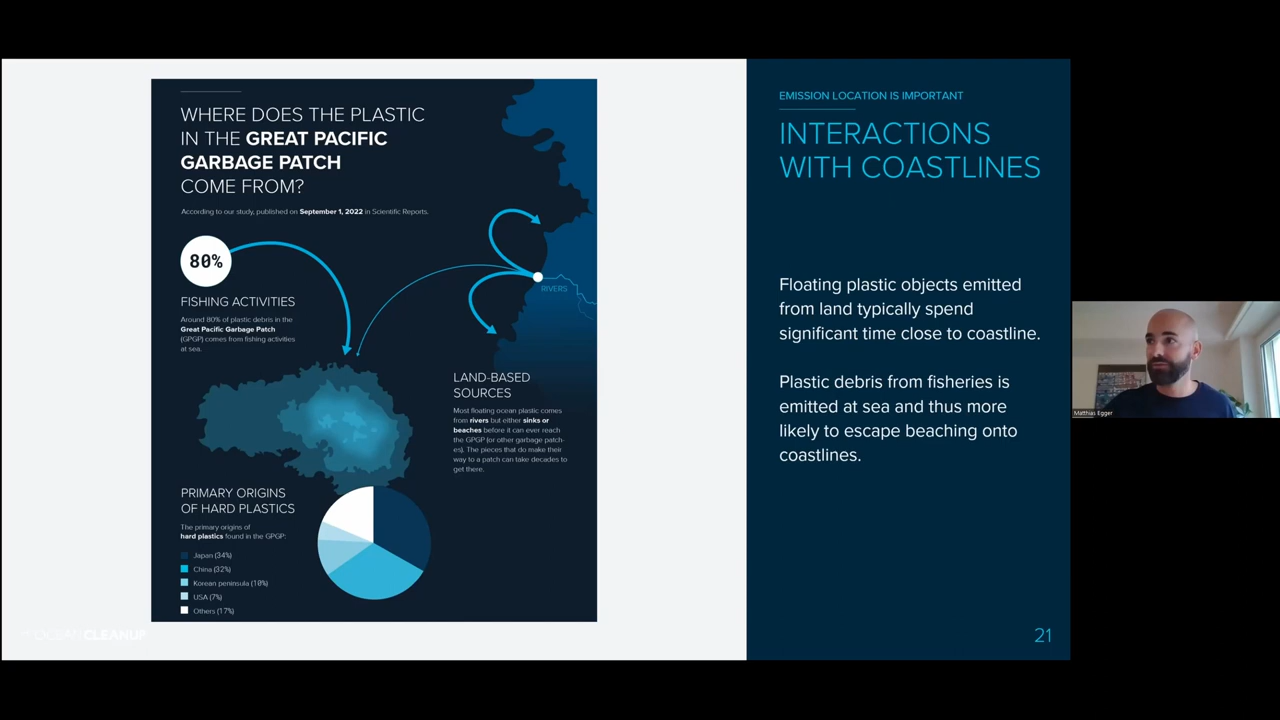 WHERE DOES THE PLASTIC
IN THE GREAT PACIFIC
GARBAGE PATCH
COME FROM?
According to our study, published on September 1, 2022 in Scientific Reports.
80%
FISHING ACTIVITIES
Around 80% of plastic debris in the
Great Pacific Garbage Patch
(GPGP) comes from fishing activities
at sea.
RIVERS
LAND-BASED
SOURCES
Most floating ocean plastic comes
from rivers but either sinks or
beaches before it can ever reach
the GPGP (or other garbage patch-
es). The pieces that do make their
way to a patch can take decades to
get there.
PRIMARY ORIGINS
OF HARD PLASTICS
The primary origins of
hard plastics found in the GPGP:
Japan (34%)
China (32%)
Korean peninsula (10%)
USA (7%)
Others (17%)
OCEANCLEANUP
EMISSION LOCATION IS IMPORTANT
INTERACTIONS
WITH COASTLINES
Floating plastic objects emitted
from land typically spend
significant time close to coastline.
Plastic debris from fisheries is
emitted at sea and thus more
likely to escape beaching onto
coastlines.
21
Matthias Egger